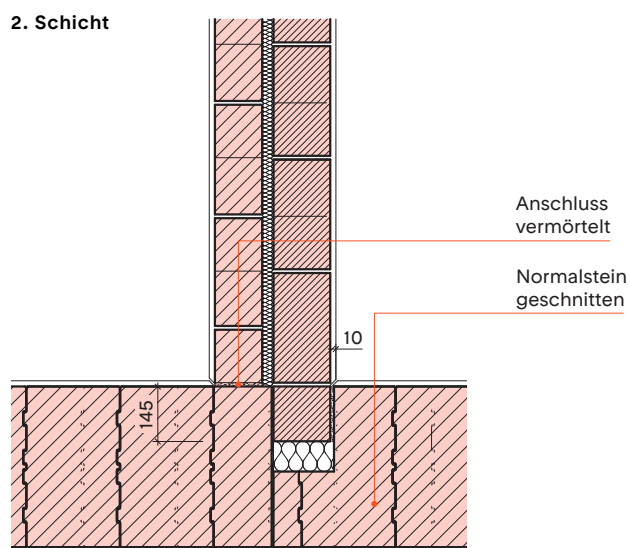 2. Schicht
Anschluss
vermörtelt
Normalstein
geschnitten
10
145